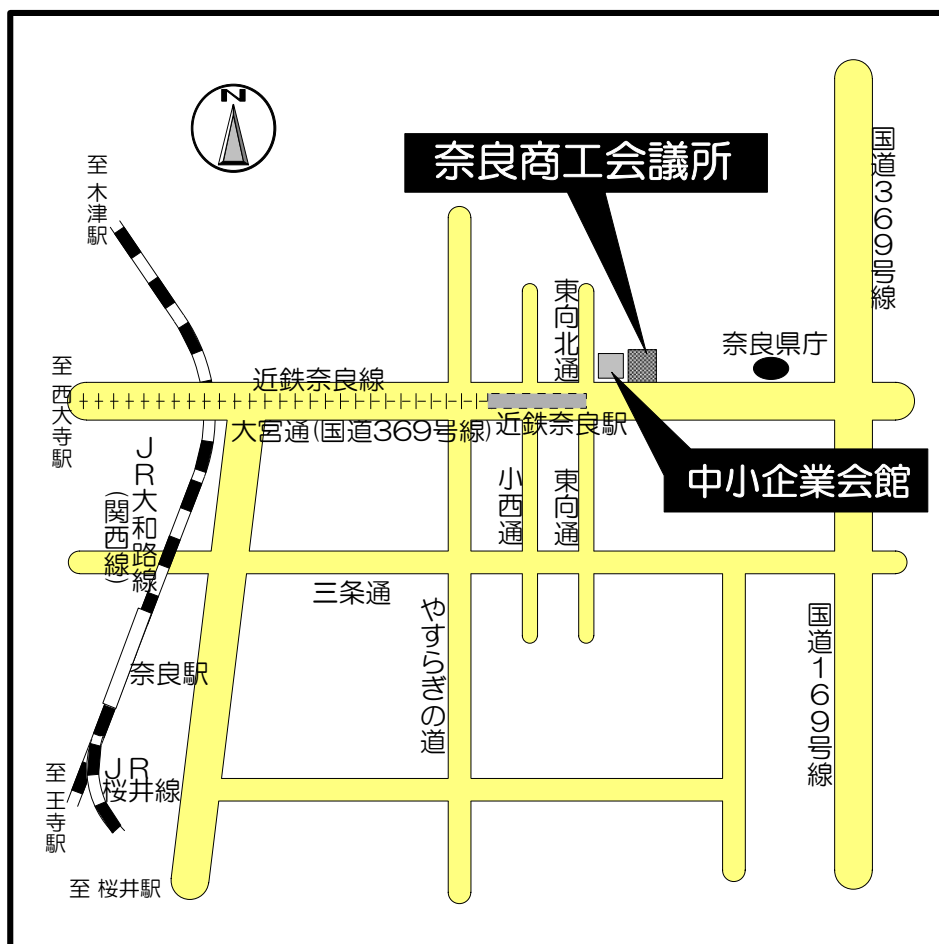 N
奈良商工会議所
国道369号線
至 木津駅
東向北通
奈良県庁
近鉄奈良線
至 西大寺駅
大宮通(国道369号線)
近鉄奈良駅
中小企業会館
JR大和路線
(関西線)
小西通
東向通
三条通
やすらぎの道
国道169号線
奈良駅
JR
桜井線
至 王寺駅
至 桜井駅